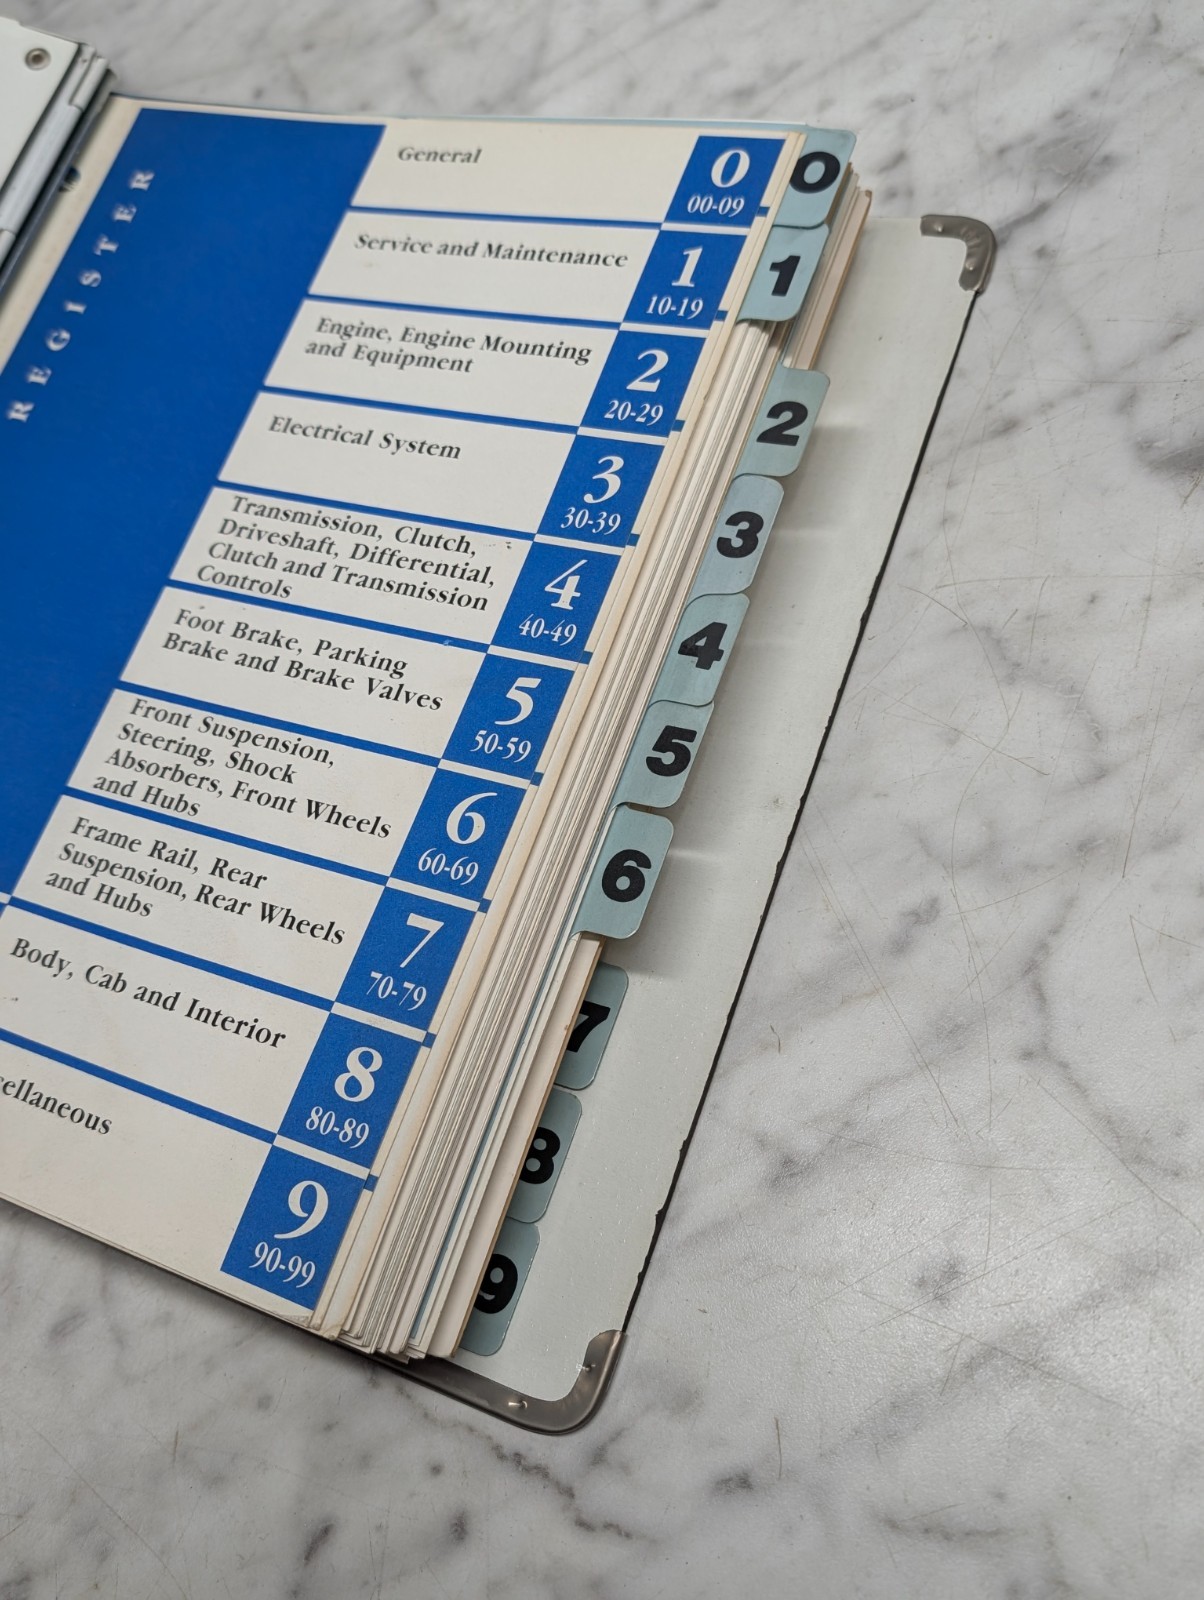 REGISTER
General
0
00-09
Service and Maintenance
1
10-19
Engine, Engine Mounting
and Equipment
2
20-29
Electrical System
3
30-39
Transmission, Clutch,
Driveshaft, Differential,
Clutch and Transmission
Controls
4
40-49
Foot Brake, Parking
Brake and Brake Valves
5
50-59
Front Suspension,
Steering, Shock
Absorbers, Front Wheels
and Hubs
6
60-69
Frame Rail, Rear
Suspension, Rear Wheels
and Hubs
7
70-79
Body, Cab and Interior
8
80-89
cellaneous
9
90-99
0
1
2
3
4
5
6
7
8
9